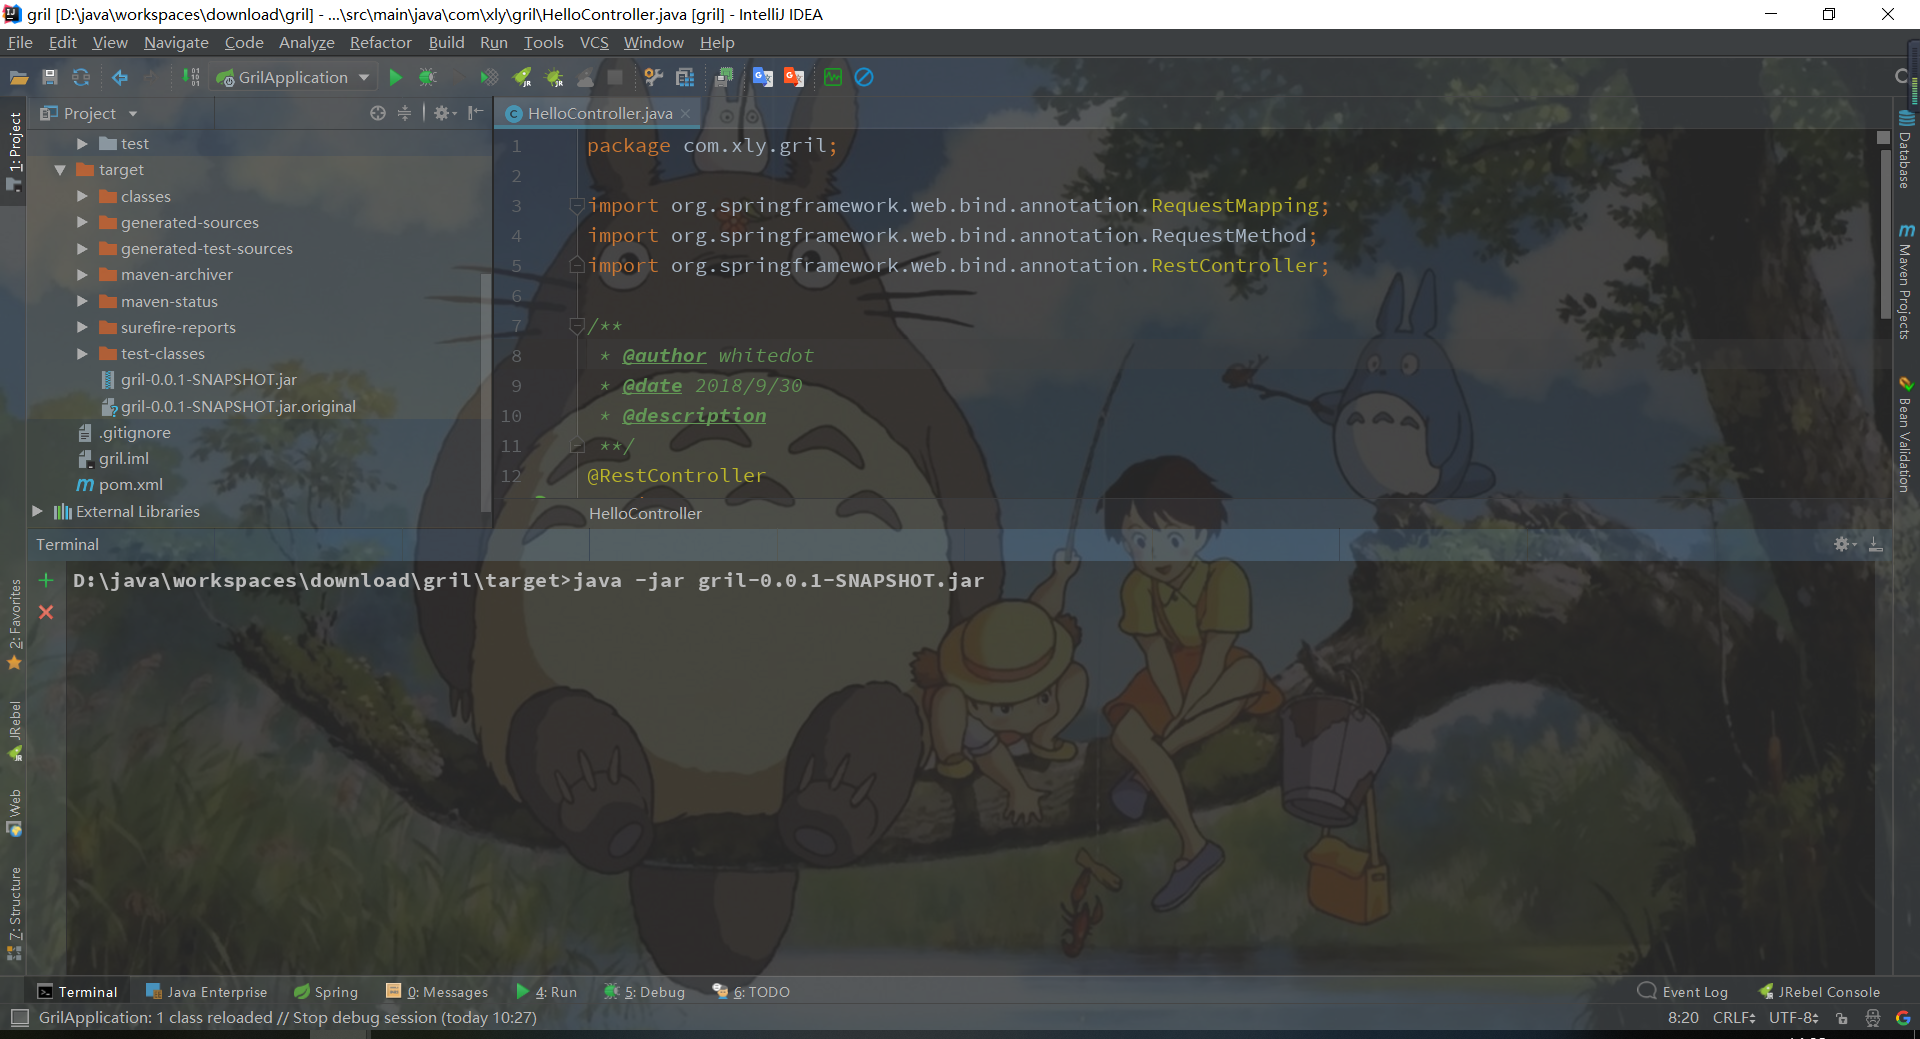 gril [D:\java\workspaces\download\gril] - ...\src\main\java\com\xly\gril\HelloController.java [gril] - IntelliJ IDEA
File Edit View Navigate Code Analyze Refactor Build Run Tools VCS Window Help
GrilApplication
Project
HelloController.java
1: Project
test
target
classes
generated-sources
generated-test-sources
maven-archiver
maven-status
surefire-reports
test-classes
gril-0.0.1-SNAPSHOT.jar
gril-0.0.1-SNAPSHOT.jar.original
.gitignore
gril.iml
pom.xml
External Libraries
1 package com.xly.gril;
2
3 import org.springframework.web.bind.annotation.RequestMapping;
4 import org.springframework.web.bind.annotation.RequestMethod;
5 import org.springframework.web.bind.annotation.RestController;
6
7 /**
8 * @author whitedot
9 * @date 2018/9/30
10 * @description
11 **/
12 @RestController
HelloController
Database
Maven Projects
Bean Validation
Terminal
D:\java\workspaces\download\gril\target>java -jar gril-0.0.1-SNAPSHOT.jar
2: Favorites
JRebel
Web
7: Structure
Terminal Java Enterprise Spring 0: Messages 4: Run 5: Debug 6: TODO Event Log JRebel Console
GrilApplication: 1 class reloaded // Stop debug session (today 10:27) 8:20 CRLF UTF-8